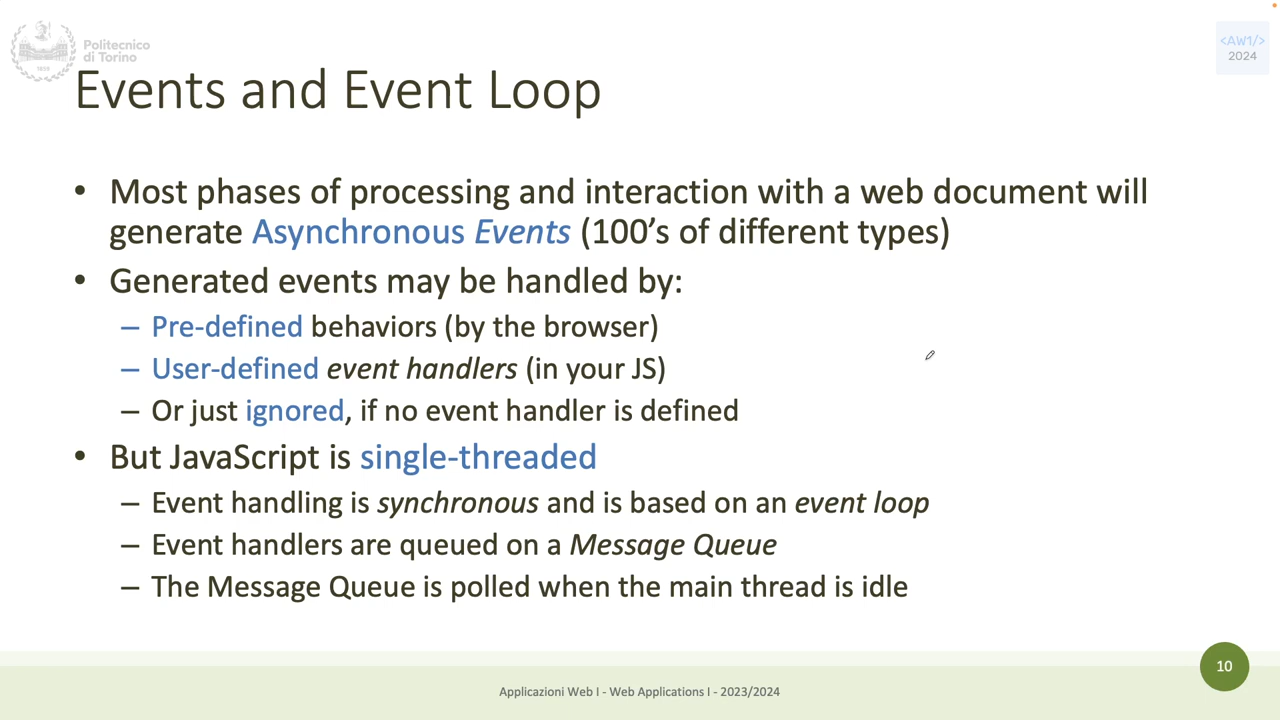 Politecnico
di Torino
1859
<AW1/>
2024
Events and Event Loop
• Most phases of processing and interaction with a web document will
generate Asynchronous Events (100's of different types)
• Generated events may be handled by:
– Pre-defined behaviors (by the browser)
– User-defined event handlers (in your JS)
– Or just ignored, if no event handler is defined
• But JavaScript is single-threaded
– Event handling is synchronous and is based on an event loop
– Event handlers are queued on a Message Queue
– The Message Queue is polled when the main thread is idle
10
Applicazioni Web I - Web Applications I - 2023/2024